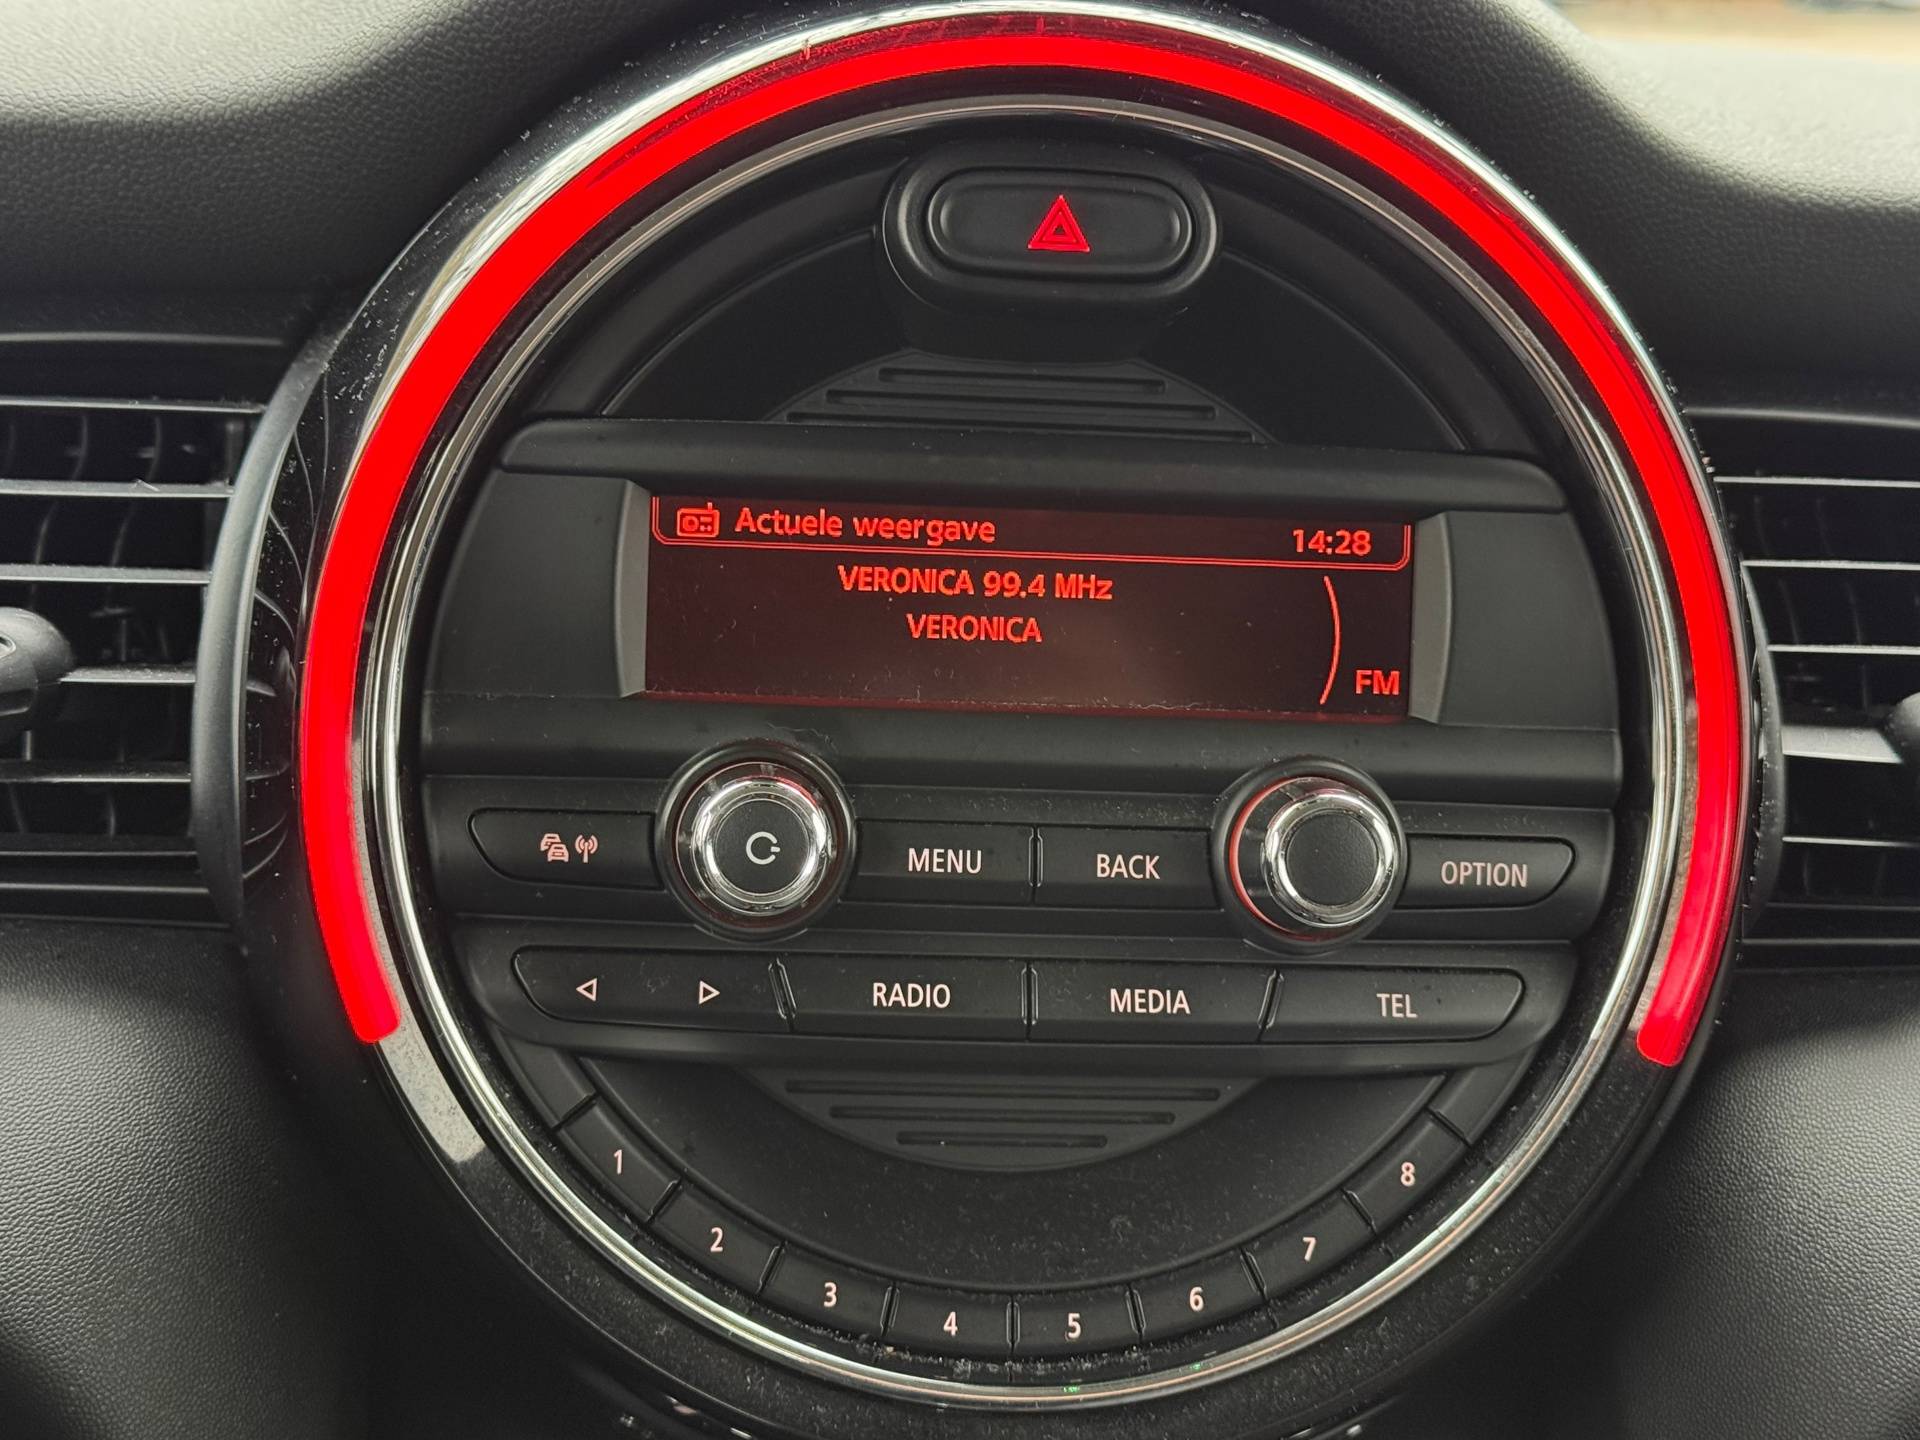 Actuele weergave 14:28
VERONICA 99.4 MHz
VERONICA
FM
MENU BACK OPTION
RADIO MEDIA TEL
1 2 3 4 5 6 7 8